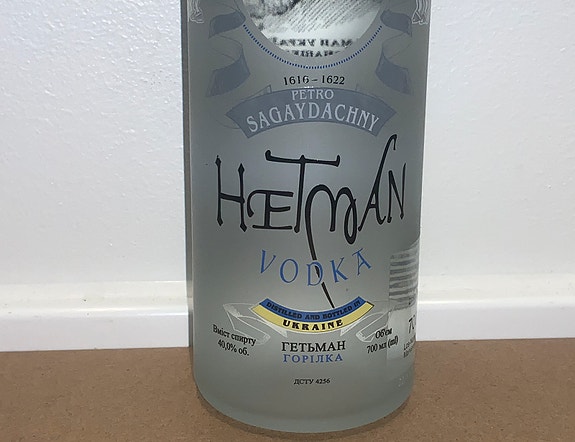 1616 – 1622
PETRO
SAGAYDACHNY
HETMAN
VODKA
DISTILLED AND BOTTLED IN
UKRAINE
Вміст спирту
40,0% об.
ГЕТЬМАН
ГОРІЛКА
Об'єм
700 мл (ml)
ДСТУ 4256